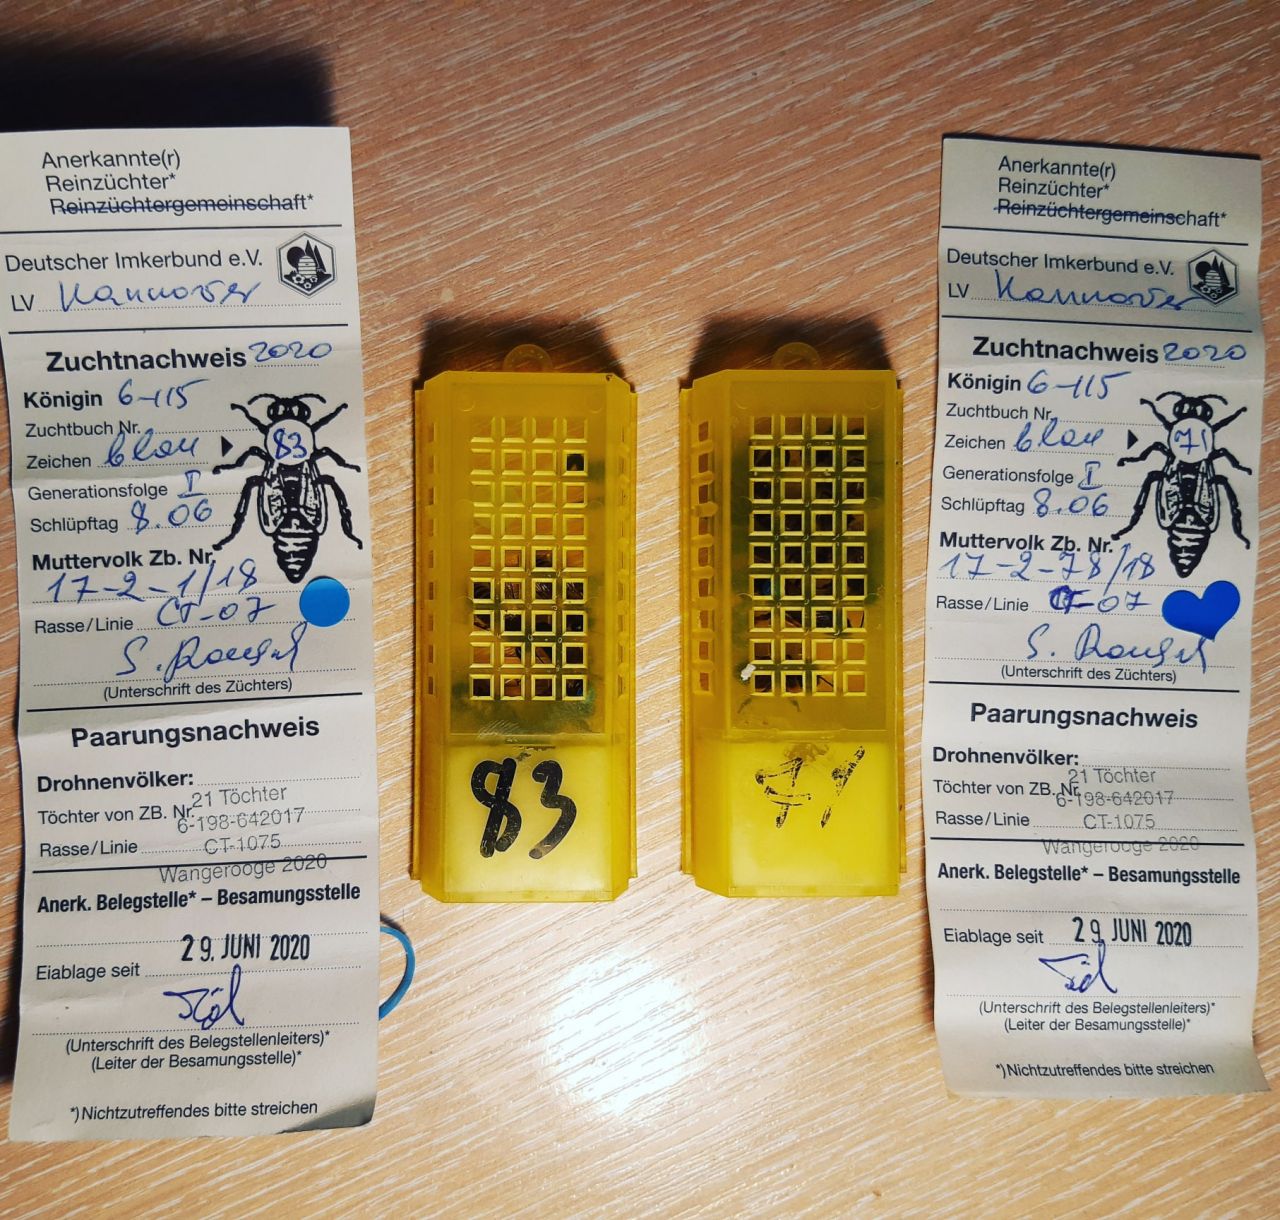 Anerkannte(r)
Reinzüchter*
Reinzüchtergemeinschaft*
Deutscher Imkerbund e.V.
LV Hannover
Zuchtnachweis 2020
Königin 6-115
Zuchtbuch Nr.
Zeichen blau 83
Generationsfolge I
Schlüpftag 8.06
Muttervolk Zb. Nr.
17-2-1/18
Rasse/Linie CT-07
(Unterschrift des Züchters)
Paarungsnachweis
Drohnenvölker:
21 Töchter
Töchter von ZB. Nr.
6-198-642017
Rasse/Linie CT-1075
Wangerooge 2020
Anerk. Belegstelle* – Besamungsstelle
Eiablage seit 29. JUNI 2020
(Unterschrift des Belegstellenleiters)*
(Leiter der Besamungsstelle)*
*) Nichtzutreffendes bitte streichen
83
71
Anerkannte(r)
Reinzüchter*
Reinzüchtergemeinschaft*
Deutscher Imkerbund e.V.
LV Hannover
Zuchtnachweis 2020
Königin 6-115
Zuchtbuch Nr.
Zeichen blau 71
Generationsfolge I
Schlüpftag 8.06
Muttervolk Zb. Nr.
17-2-78/18
Rasse/Linie CT-07
(Unterschrift des Züchters)
Paarungsnachweis
Drohnenvölker:
21 Töchter
Töchter von ZB. Nr.
6-198-642017
Rasse/Linie CT-1075
Wangerooge 2020
Anerk. Belegstelle* – Besamungsstelle
Eiablage seit 29. JUNI 2020
(Unterschrift des Belegstellenleiters)*
(Leiter der Besamungsstelle)*
*) Nichtzutreffendes bitte streichen